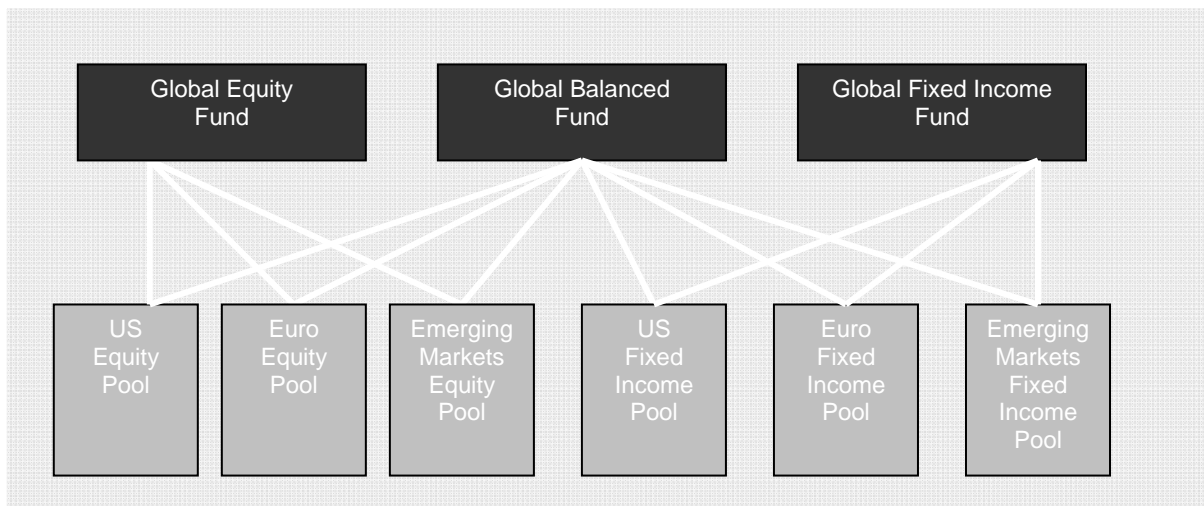 Global Equity
Fund
Global Balanced
Fund
Global Fixed Income
Fund
US
Equity
Pool
Euro
Equity
Pool
Emerging
Markets
Equity
Pool
US
Fixed
Income
Pool
Euro
Fixed
Income
Pool
Emerging
Markets
Fixed
Income
Pool